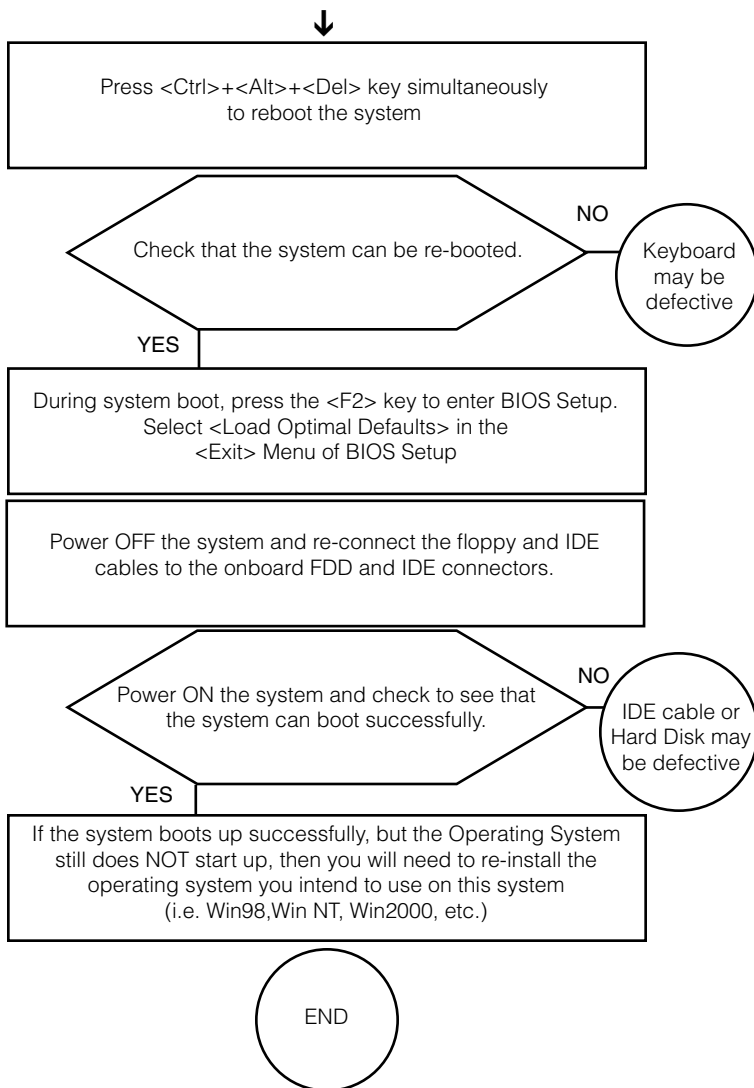 Press <Ctrl>+<Alt>+<Del> key simultaneously
to reboot the system
Check that the system can be re-booted.
NO
Keyboard
may be
defective
YES
During system boot, press the <F2> key to enter BIOS Setup.
Select <Load Optimal Defaults> in the
<Exit> Menu of BIOS Setup
Power OFF the system and re-connect the floppy and IDE
cables to the onboard FDD and IDE connectors.
Power ON the system and check to see that
the system can boot successfully.
NO
IDE cable or
Hard Disk may
be defective
YES
If the system boots up successfully, but the Operating System
still does NOT start up, then you will need to re-install the
operating system you intend to use on this system
(i.e. Win98,Win NT, Win2000, etc.)
END